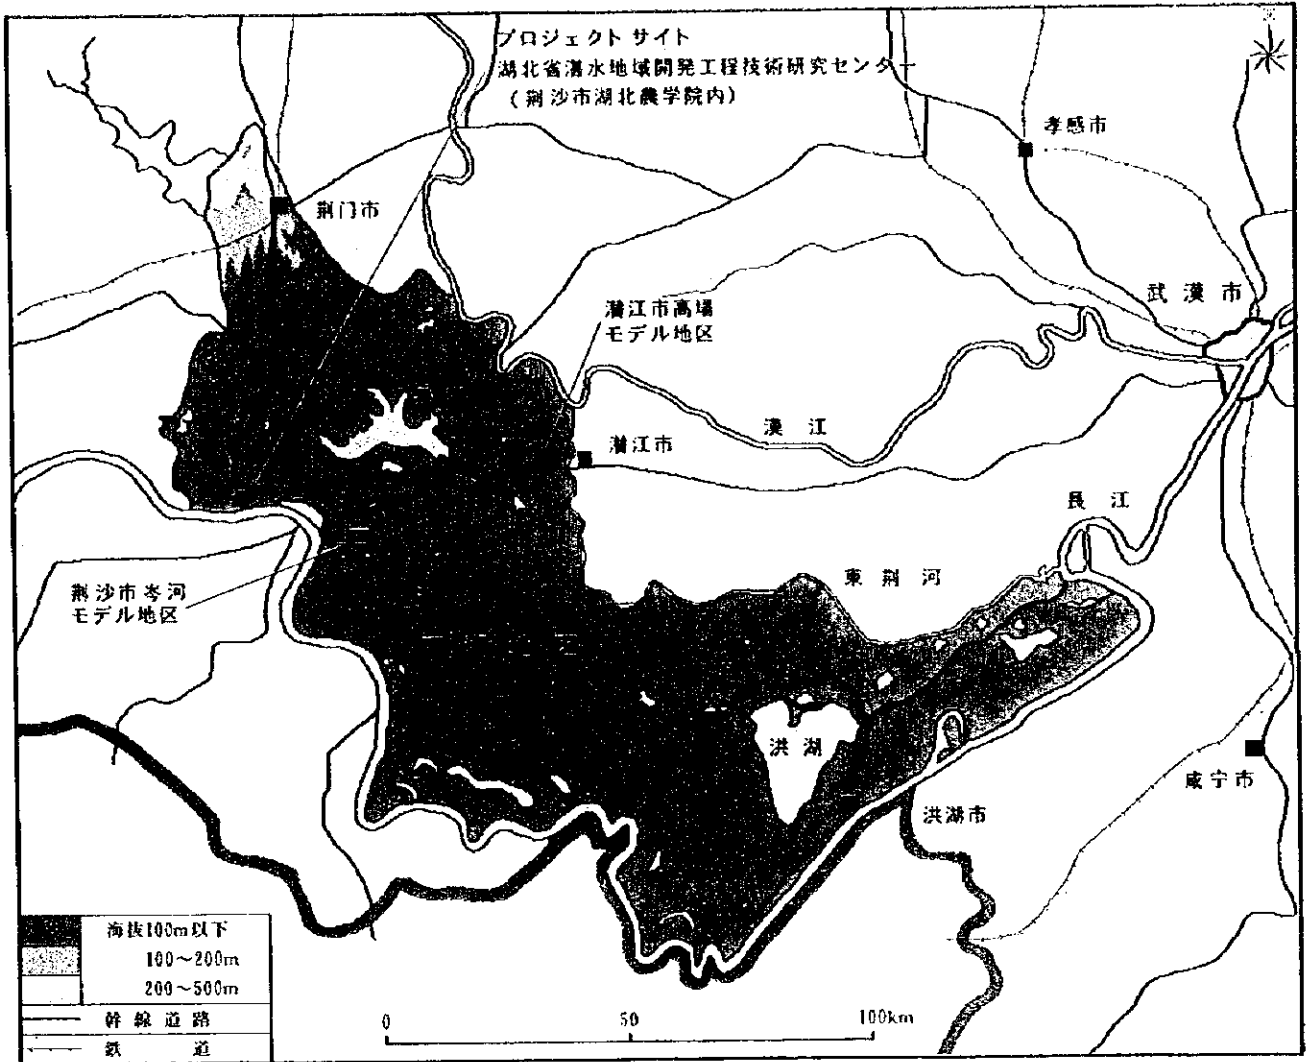 プロジェクト サイト
湖北省澇水地域開発工程技術研究センター
（荆沙市湖北農学院内）
孝感市
荆门市
武漢市
潜江市高場
モデル地区
漢江
潜江市
長江
東荆河
荆沙市岑河
モデル地区
洪湖
咸宁市
洪湖市
海抜100m以下
100～200m
200～500m
幹線道路
鉄道
0 50 100km